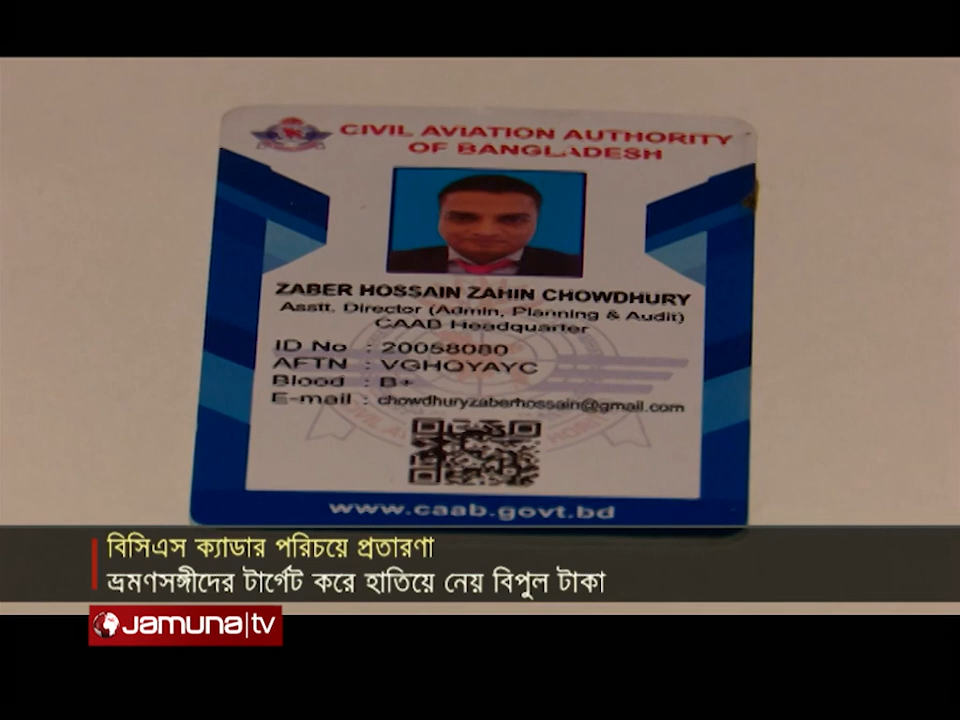 CIVIL AVIATION AUTHORITY
OF BANGLADESH
ZABER HOSSAIN ZAHIN CHOWDHURY
Asstt. Director (Admin, Planning & Audit)
CAAB Headquarter
ID No : 20058080
AFTN : VGHQYAYC
Blood : B+
E-mail : chowdhuryzaberhossain@gmail.com
www.caab.govt.bd
বিসিএস ক্যাডার পরিচয়ে প্রতারণা
ভ্রমণসঙ্গীদের টার্গেট করে হাতিয়ে নেয় বিপুল টাকা
Jamuna|tv